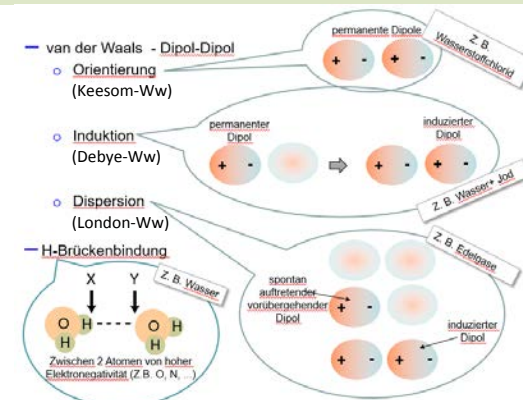 – van der Waals - Dipol-Dipol
o Orientierung
(Keesom-Ww)
permanente Dipole
+ - + -
Z. B.
Wasserstoffchlorid
o Induktion
(Debye-Ww)
permanenter
Dipol
induzierter
Dipol
+ - + - + -
Z. B. Wasser+ Jod
o Dispersion
(London-Ww)
Z. B. Edelgase
spontan
auftretender
vorübergehender
Dipol
+ -
induzierter
Dipol
+ - + -
– H-Brückenbindung
X Y
Z. B. Wasser
O H O H
H H
Zwischen 2 Atomen von hoher
Elektronegativität (Z.B. O, N, ...)